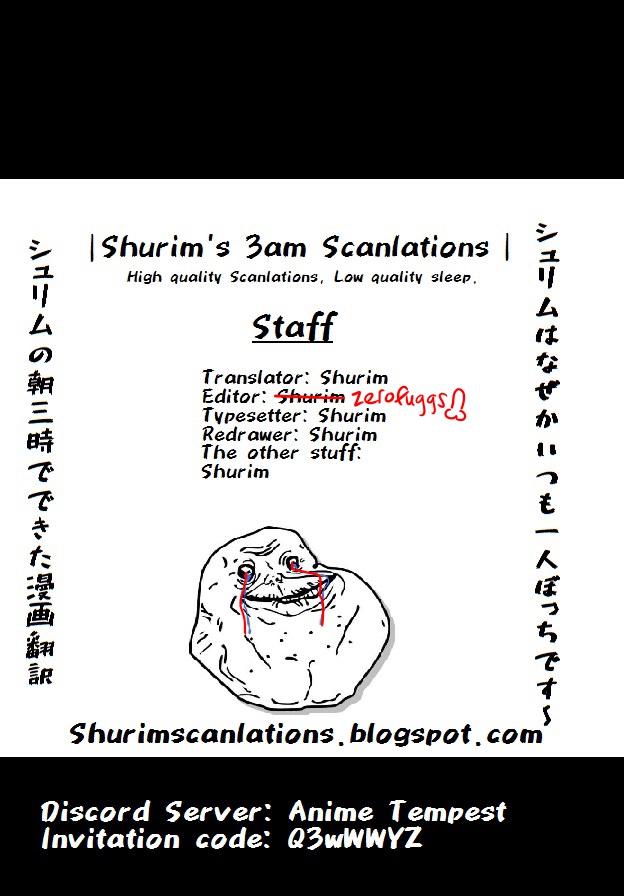 |Shurim's 3am Scanlations|
High quality Scanlations, Low quality sleep.
シュリムはなぜかいつも一人ぼっちです~
シュリムの朝三時でできた漫画翻訳
Staff
Translator: Shurim
Editor: Shurim zerofuggs
Typesetter: Shurim
Redrawer: Shurim
The other stuff:
Shurim
Shurimscanlations.blogspot.com
Discord Server: Anime Tempest
Invitation code: Q3wWWYZ